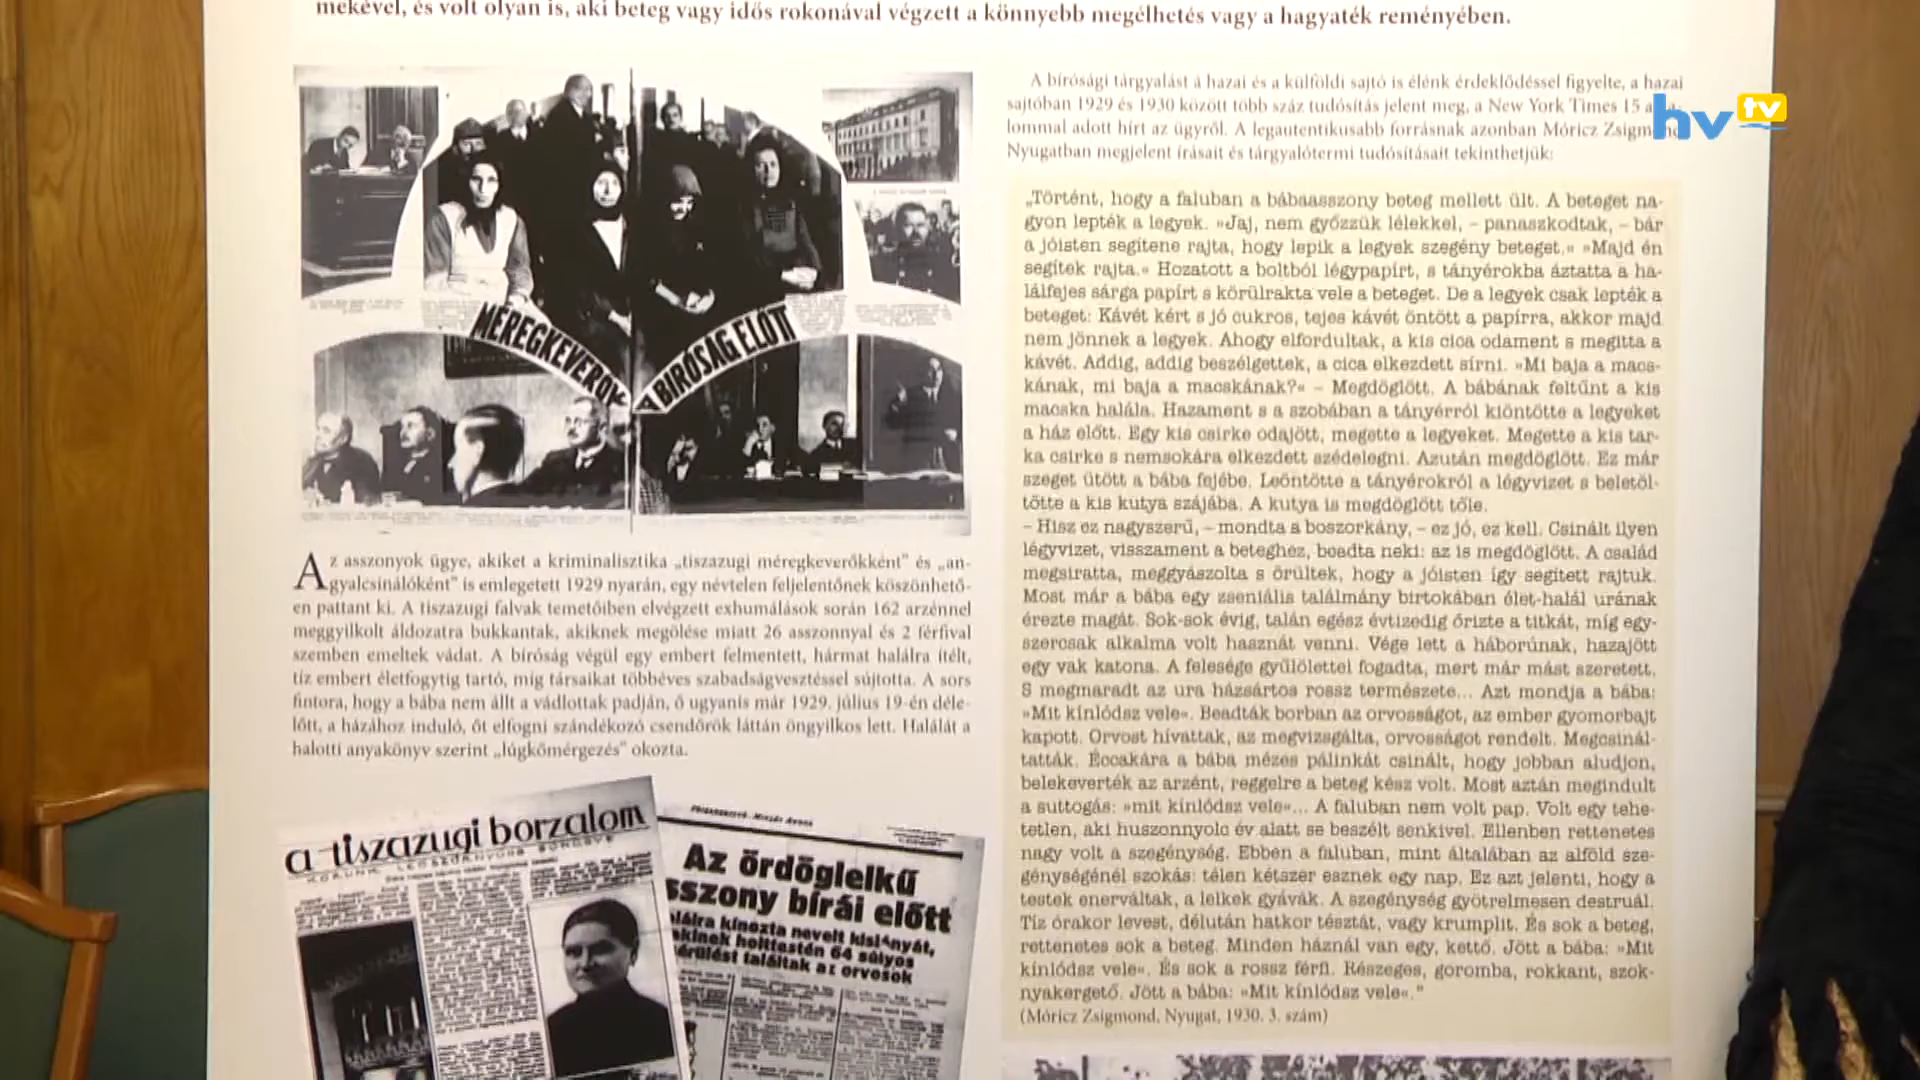 mekével, és volt olyan is, aki beteg vagy idős rokonával végzett a könnyebb megélhetés vagy a hagyaték reményében.
MÉREGKEVERŐK
A BIRÓSÁG ELŐTT
Az asszonyok ügye, akiket a kriminalisztika „tiszazugi méregkeverőkként” és „an-
gyalcsinálóként” is emlegetett 1929 nyarán, egy névtelen feljelentőnek köszönhető-
en pattant ki. A tiszazugi falvak temetőiben elvégzett exhumálások során 162 arzénnel
meggyilkolt áldozatra bukkantak, akiknek megölése miatt 26 asszonnyal és 2 férfival
szemben emeltek vádat. A bíróság végül egy embert felmentett, hármat halálra ítélt,
tíz embert életfogytig tartó, míg társaikat többéves szabadságvesztéssel sújtotta. A sors
fintora, hogy a bába nem állt a vádlottak padján, ő ugyanis már 1929. július 19-én déle-
lőtt, a házához induló, őt elfogni szándékozó csendőrök láttán öngyilkos lett. Halálát a
halotti anyakönyv szerint „lúgkőmérgezés” okozta.
a tiszazugi borzalom
Az ördöglelkű
sszony bírái előtt
álálra kínozta nevelt kislányát,
akinek holttestén 64 súlyos
sérülést találtak az orvosok
A bírósági tárgyalást a hazai és a külföldi sajtó is élénk érdeklődéssel figyelte, a hazai
sajtóban 1929 és 1930 között több száz tudósítás jelent meg, a New York Times 15 a
lommal adott hírt az ügyről. A legautentikusabb forrásnak azonban Móricz Zsigm
Nyugatban megjelent írásait és tárgyalótermi tudósításait tekinthetjük:
hv tv
„Történt, hogy a faluban a bábaasszony beteg mellett ült. A beteget na-
gyon lepték a legyek. »Jaj, nem győzzük lélekkel, – panaszkodtak, – bár
a jóisten segítene rajta, hogy lepik a legyek szegény beteget.« »Majd én
segítek rajta.« Hozatott a boltból légypapírt, s tányérokba áztatta a ha-
lálfejes sárga papírt s körülrakta vele a beteget. De a legyek csak lepték a
beteget: Kávét kért s jó cukros, tejes kávét öntött a papírra, akkor majd
nem jönnek a legyek. Ahogy elfordultak, a kis cica odament s megitta a
kávét. Addig, addig beszélgettek, a cica elkezdett sírni. »Mi baja a macs-
kának, mi baja a macskának?« – Megdöglött. A bábának feltűnt a kis
macska halála. Hazament s a szobában a tányérról kiöntötte a legyeket
a ház előtt. Egy kis csirke odajött, megette a legyeket. Megette a kis tar-
ka csirke s nemsokára elkezdett szédelegni. Azután megdöglött. Ez már
szeget ütött a bába fejébe. Leöntötte a tányérokról a légyvizet s beletöl-
tötte a kis kutya szájába. A kutya is megdöglött tőle.
– Hisz ez nagyszerű, – mondta a boszorkány, – ez jó, ez kell. Csinált ilyen
légyvizet, visszament a beteghez, beadta neki: az is megdöglött. A család
megsiratta, meggyászolta s örültek, hogy a jóisten így segített rajtuk.
Most már a bába egy zseniális találmány birtokában élet-halál urának
érezte magát. Sok-sok évig, talán egész évtizedig őrizte a titkát, míg egy-
szercsak alkalma volt hasznát venni. Vége lett a háborúnak, hazajött
egy vak katona. A felesége gyűlölettel fogadta, mert már mást szeretett.
S megmaradt az ura házsártos rossz természete... Azt mondja a bába:
»Mit kínlódsz vele«. Beadták borban az orvosságot, az ember gyomorbajt
kapott. Orvost hívattak, az megvizsgálta, orvosságot rendelt. Megcsinál-
tatták. Éccakára a bába mézes pálinkát csinált, hogy jobban aludjon,
belekeverték az arzént, reggelre a beteg kész volt. Most aztán megindult
a suttogás: »mit kínlódsz vele«... A faluban nem volt pap. Volt egy tehe-
tetlen, aki huszonnyolc év alatt se beszélt senkivel. Ellenben rettenetes
nagy volt a szegénység. Ebben a faluban, mint általában az alföld sze-
génységénél szokás: télen kétszer esznek egy nap. Ez azt jelenti, hogy a
testek enerváltak, a lelkek gyávák. A szegénység gyötrelmesen destruál.
Tíz órakor levest, délután hatkor tésztát, vagy krumplit. És sok a beteg,
rettenetes sok a beteg. Minden háznál van egy, kettő. Jött a bába: »Mit
kínlódsz vele«. És sok a rossz férfi. Részeges, goromba, rokkant, szok-
nyakergető. Jött a bába: »Mit kínlódsz vele«.”
(Móricz Zsigmond, Nyugat, 1930. 3. szám)